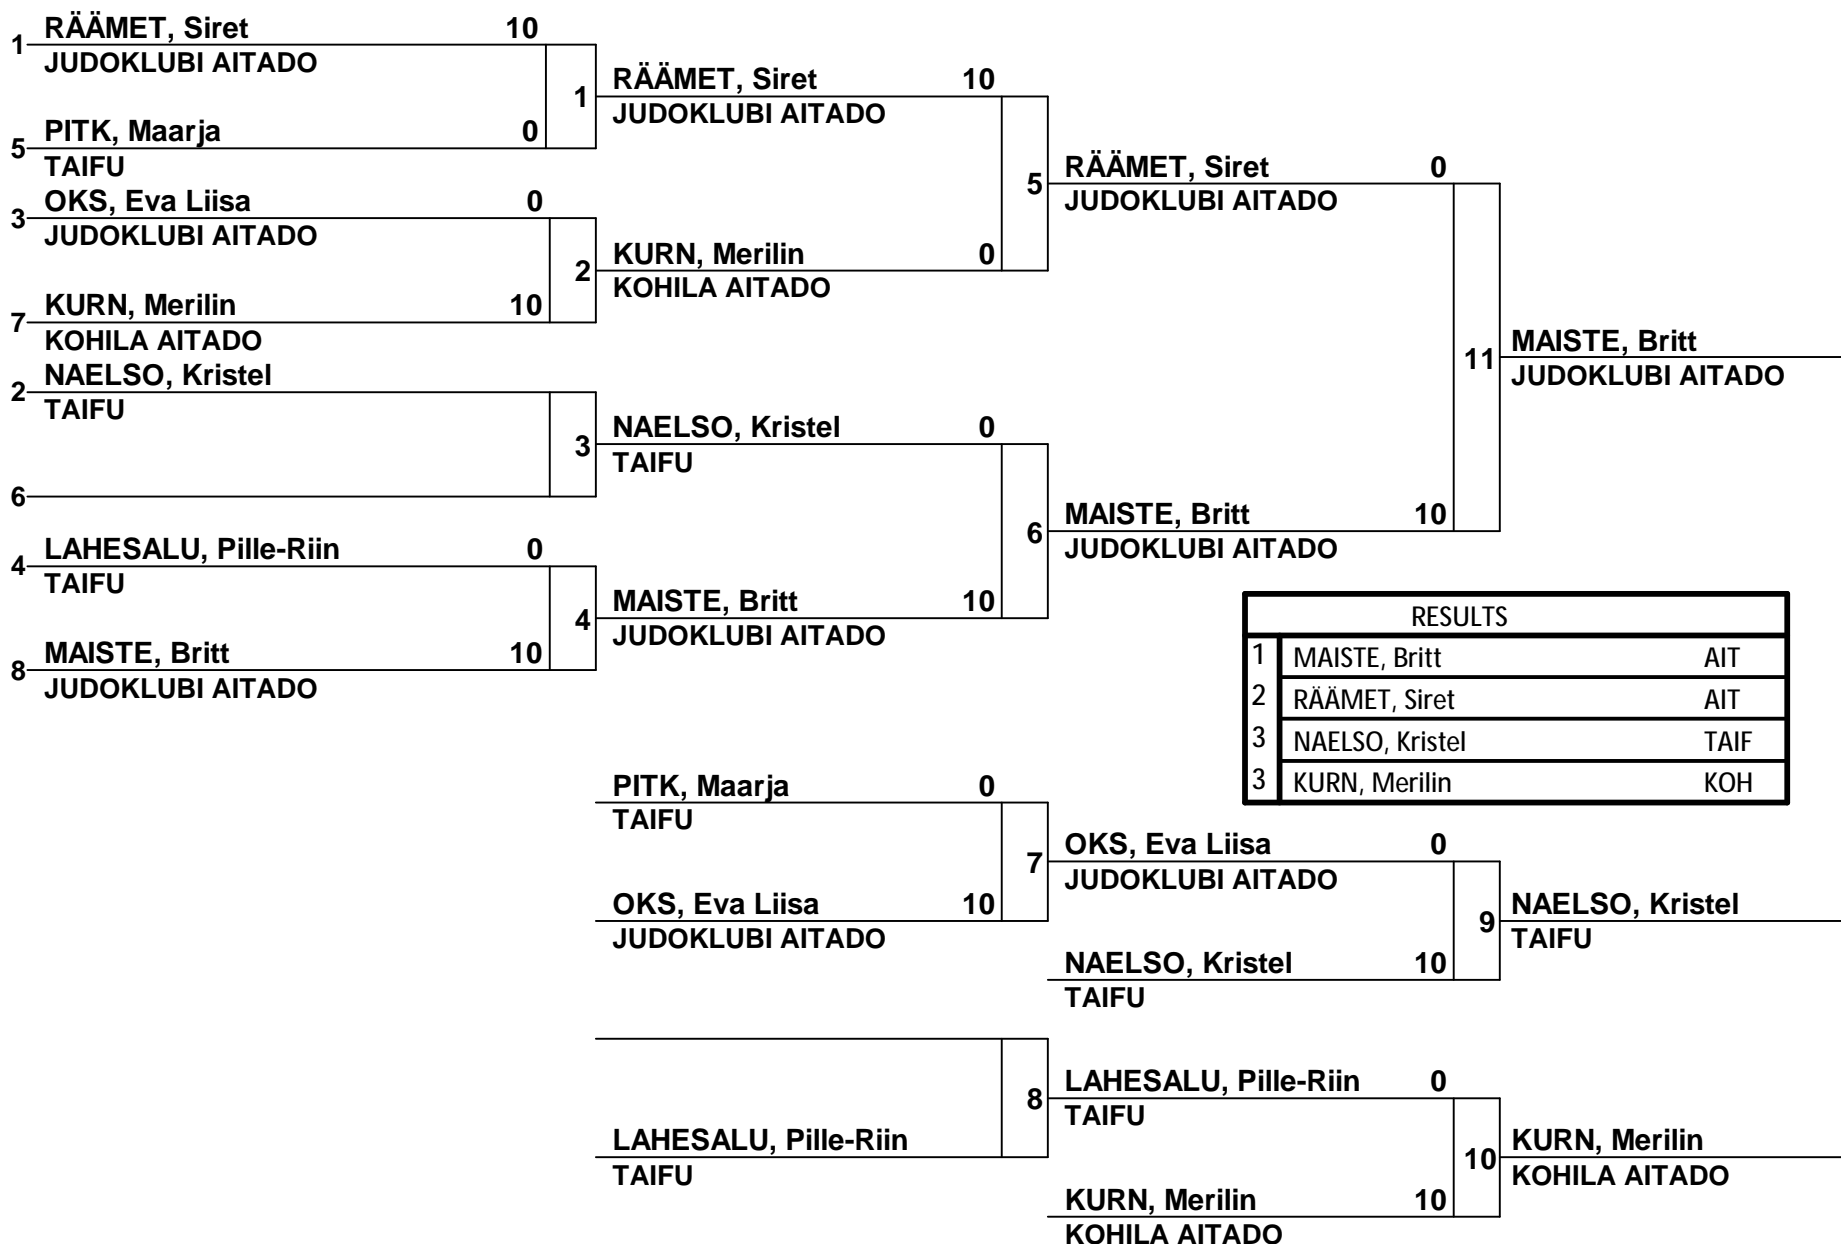 RÄÄMET, Siret 10
1
JUDOKLUBI AITADO
1
PITK, Maarja 0
5
TAIFU
OKS, Eva Liisa 0
3
JUDOKLUBI AITADO
2
KURN, Merilin 10
7
KOHILA AITADO
NAELSO, Kristel
2
TAIFU
3
6
LAHESALU, Pille-Riin 0
4
TAIFU
4
MAISTE, Britt 10
8
JUDOKLUBI AITADO
RÄÄMET, Siret 10
JUDOKLUBI AITADO
5
KURN, Merilin 0
KOHILA AITADO
NAELSO, Kristel 0
TAIFU
6
MAISTE, Britt 10
JUDOKLUBI AITADO
RÄÄMET, Siret 0
JUDOKLUBI AITADO
11
MAISTE, Britt 10
JUDOKLUBI AITADO
MAISTE, Britt
JUDOKLUBI AITADO
RESULTS
1 MAISTE, Britt AIT
2 RÄÄMET, Siret AIT
3 NAELSO, Kristel TAIF
3 KURN, Merilin KOH
PITK, Maarja 0
TAIFU
7
OKS, Eva Liisa 10
JUDOKLUBI AITADO
OKS, Eva Liisa 0
JUDOKLUBI AITADO
9
NAELSO, Kristel 10
TAIFU
NAELSO, Kristel
TAIFU
8
LAHESALU, Pille-Riin
TAIFU
LAHESALU, Pille-Riin 0
TAIFU
10
KURN, Merilin 10
KOHILA AITADO
KURN, Merilin
KOHILA AITADO